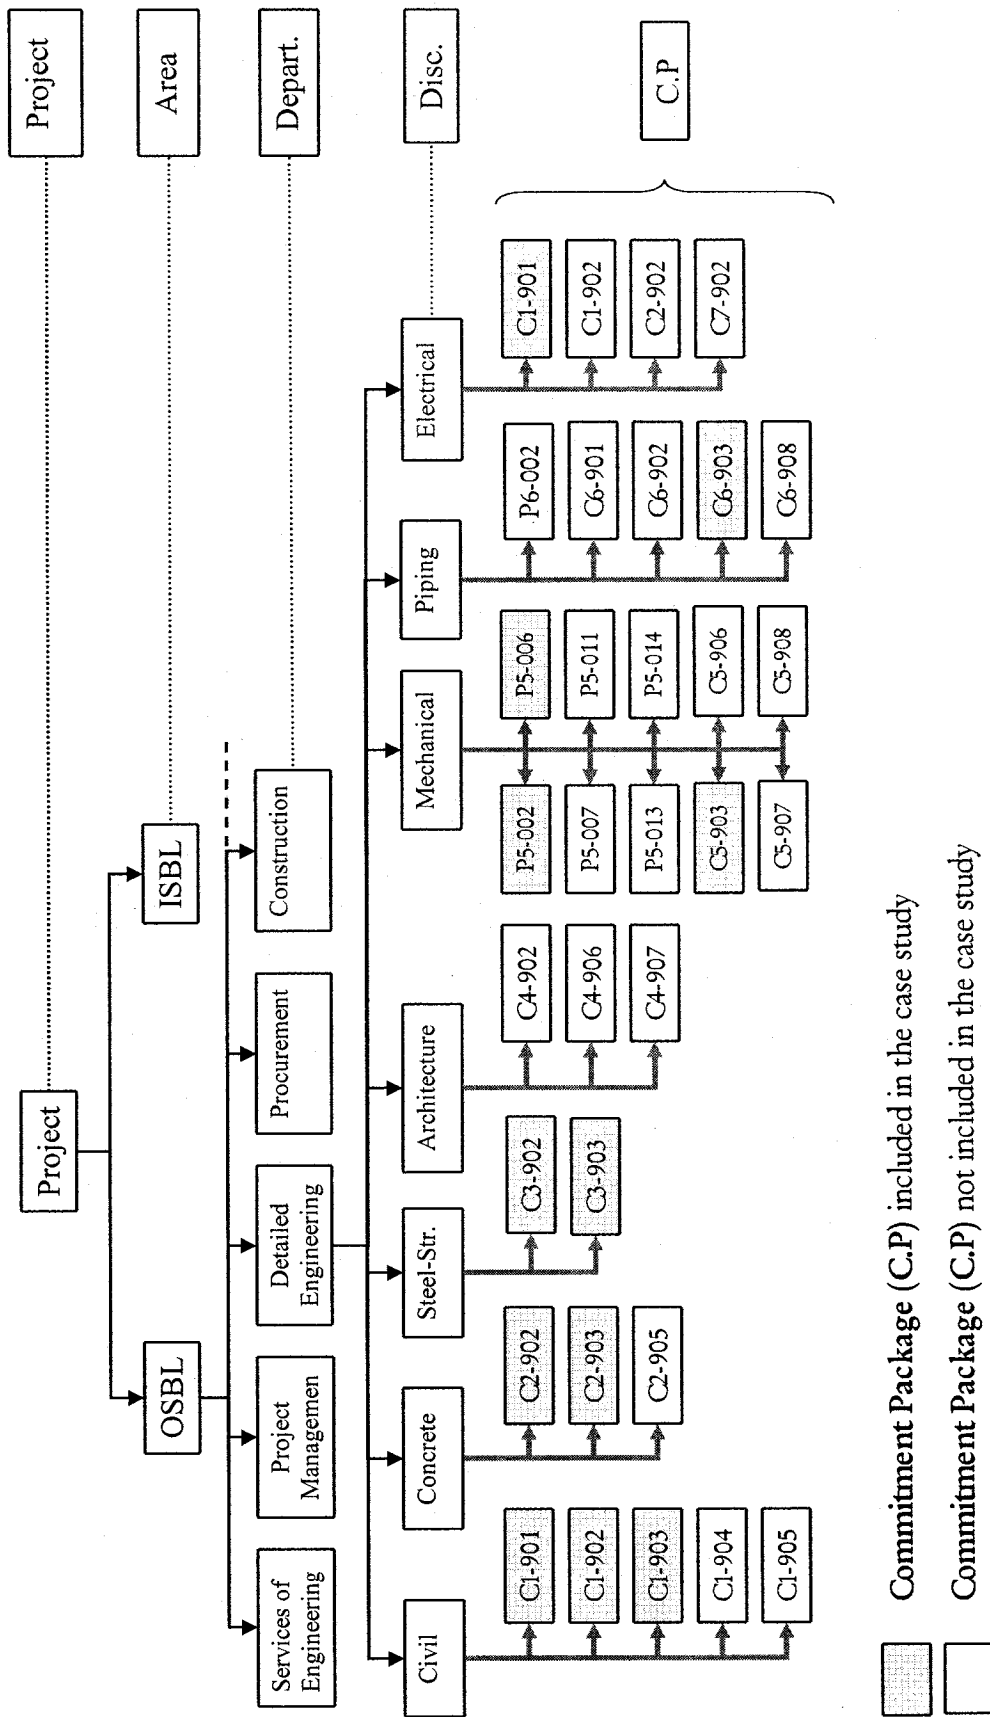 Project
Area
Depart.
Disc.
C.P
Project
OSBL
ISBL
Services of
Engineering
Project
Managemen
Detailed
Engineering
Procurement
Construction
Civil
Concrete
Steel-Str.
Architecture
Mechanical
Piping
Electrical
C1-901
C1-902
C1-903
C1-904
C1-905
C2-902
C2-903
C2-905
C3-902
C3-903
C4-902
C4-906
C4-907
P5-002
P5-007
P5-013
C5-903
C5-907
P5-006
P5-011
P5-014
C5-906
C5-908
P6-002
C6-901
C6-902
C6-903
C6-908
C1-901
C1-902
C2-902
C7-902
Commitment Package (C.P) included in the case study
Commitment Package (C.P) not included in the case study